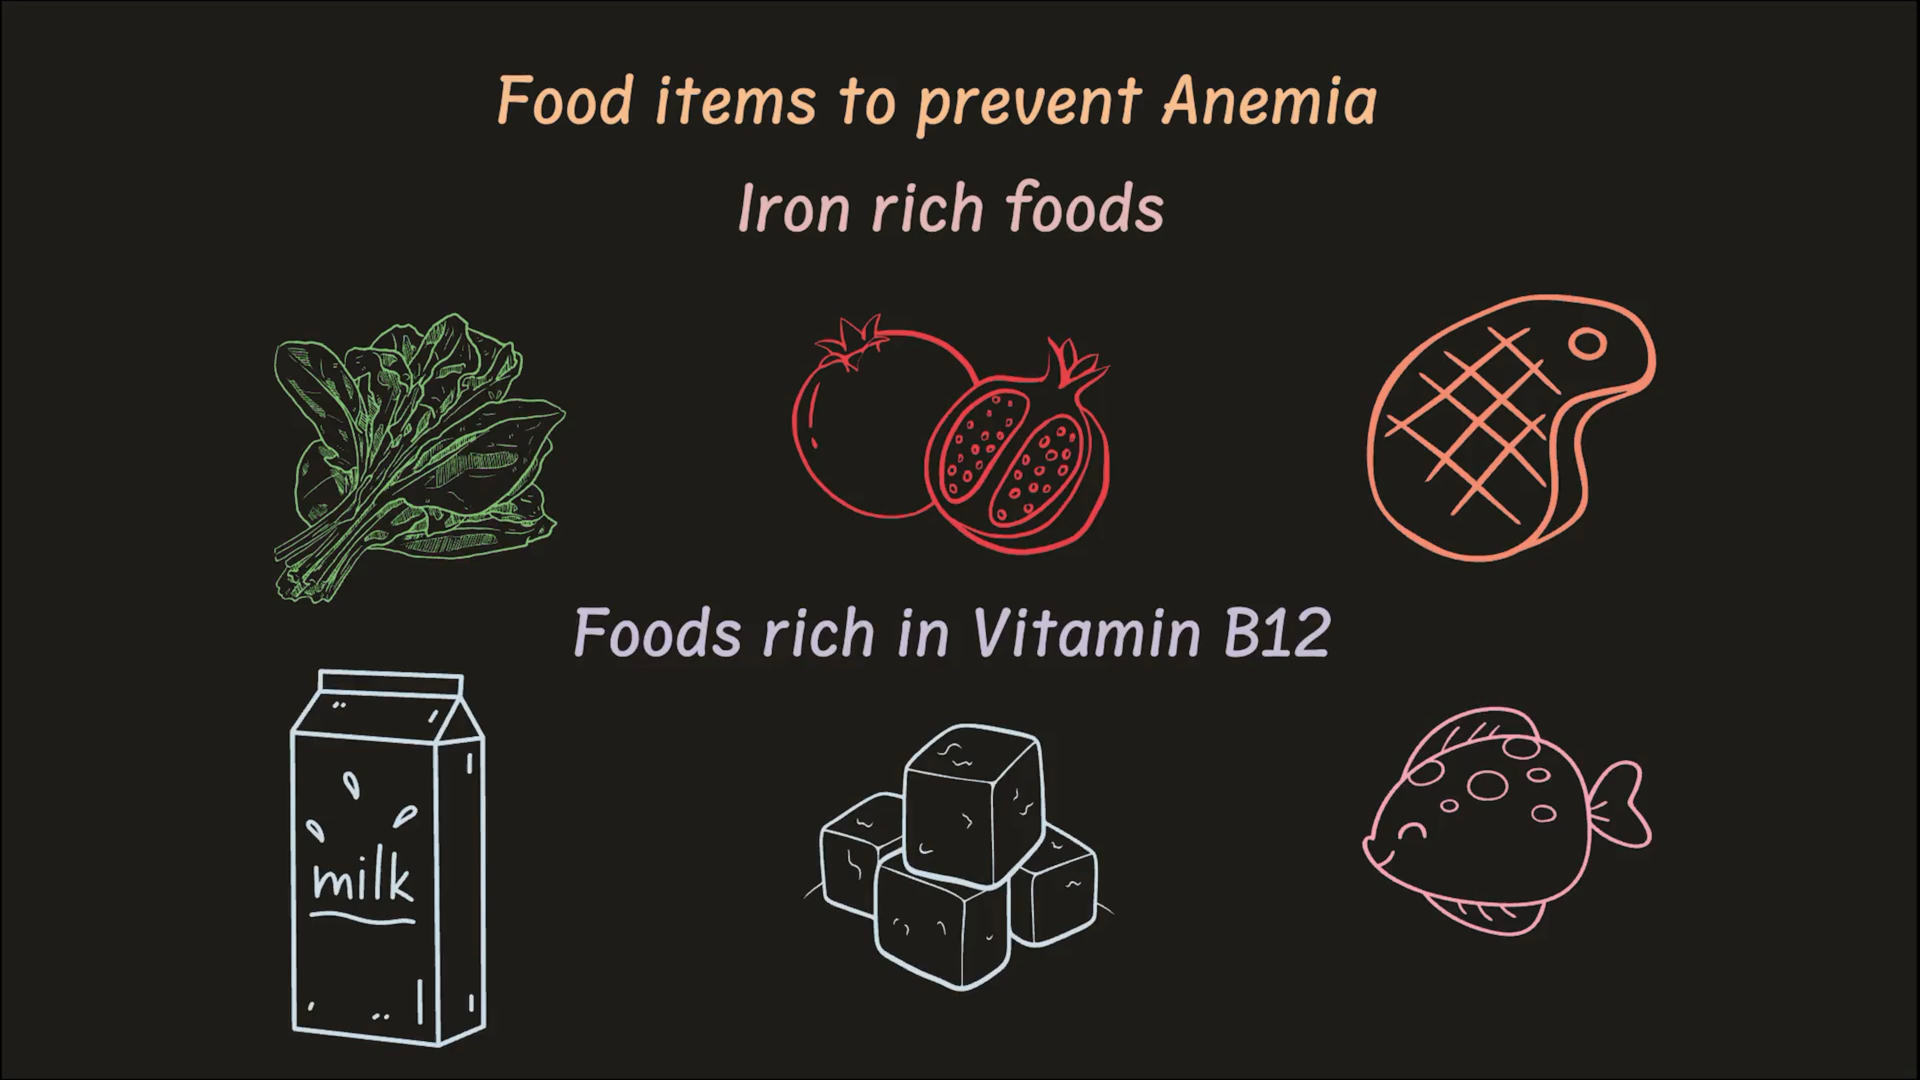 Food items to prevent Anemia
Iron rich foods
Foods rich in Vitamin B12
milk